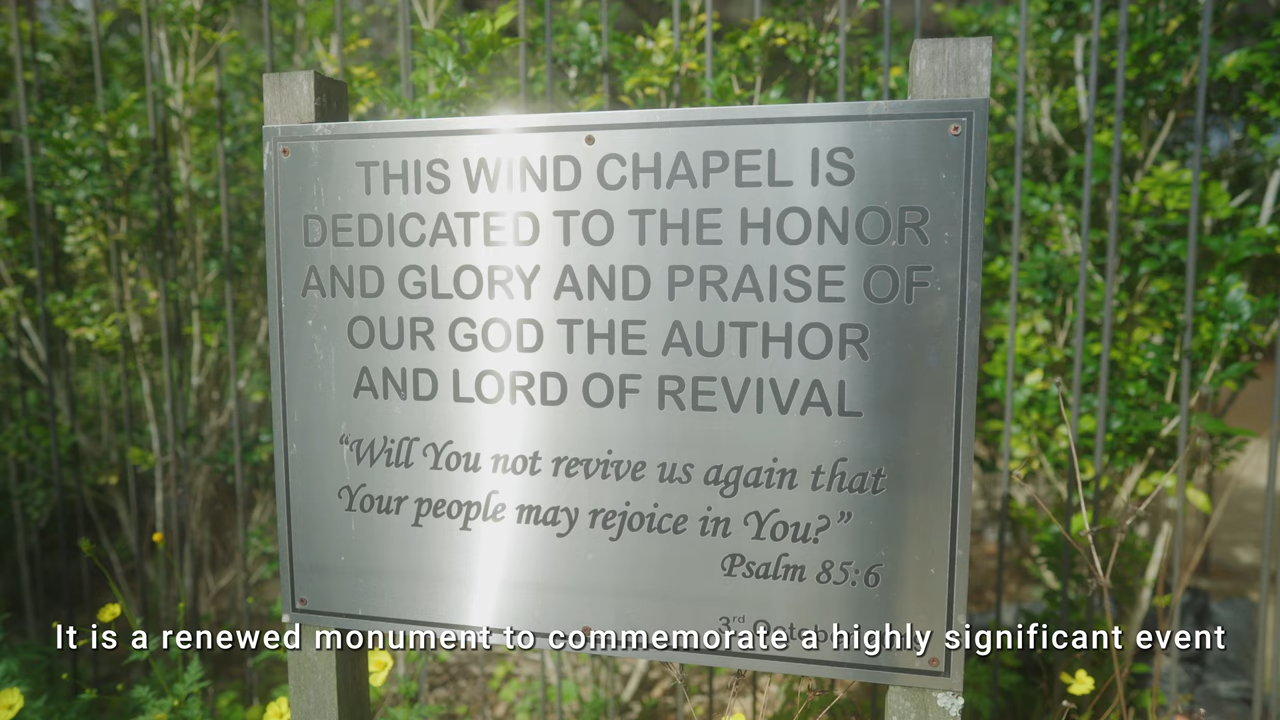 THIS WIND CHAPEL IS
DEDICATED TO THE HONOR
AND GLORY AND PRAISE OF
OUR GOD THE AUTHOR
AND LORD OF REVIVAL
“Will You not revive us again that
Your people may rejoice in You?”
Psalm 85:6
3rd
It is a renewed monument to commemorate a highly significant event